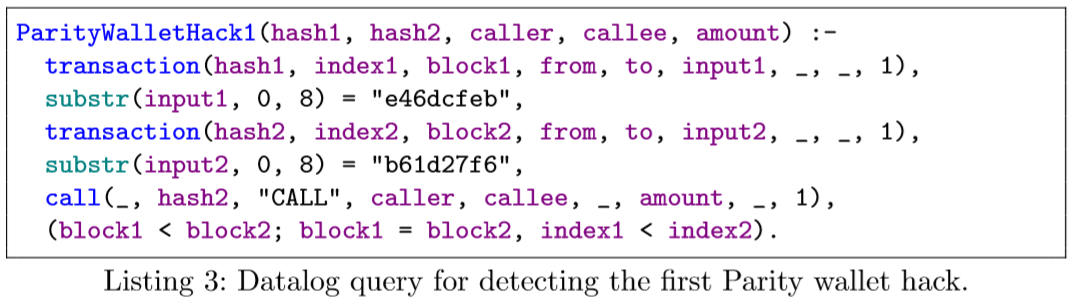 ParityWalletHack1(hash1, hash2, caller, callee, amount) :-
transaction(hash1, index1, block1, from, to, input1, _, _, 1),
substr(input1, 0, 8) = "e46dcfeb",
transaction(hash2, index2, block2, from, to, input2, _, _, 1),
substr(input2, 0, 8) = "b61d27f6",
call(_, hash2, "CALL", caller, callee, _, amount, _, 1),
(block1 < block2; block1 = block2, index1 < index2).
Listing 3: Datalog query for detecting the first Parity wallet hack.